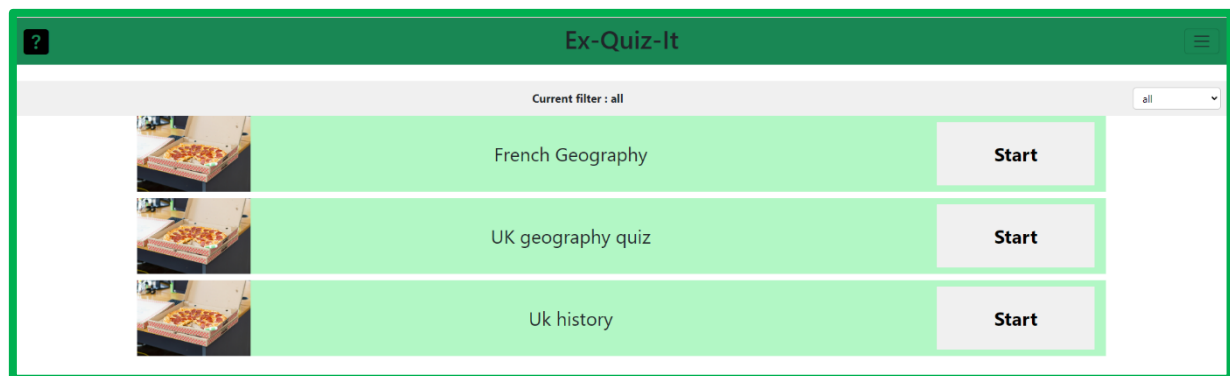 ?
Ex-Quiz-It
Current filter : all
all
French Geography
Start
UK geography quiz
Start
Uk history
Start